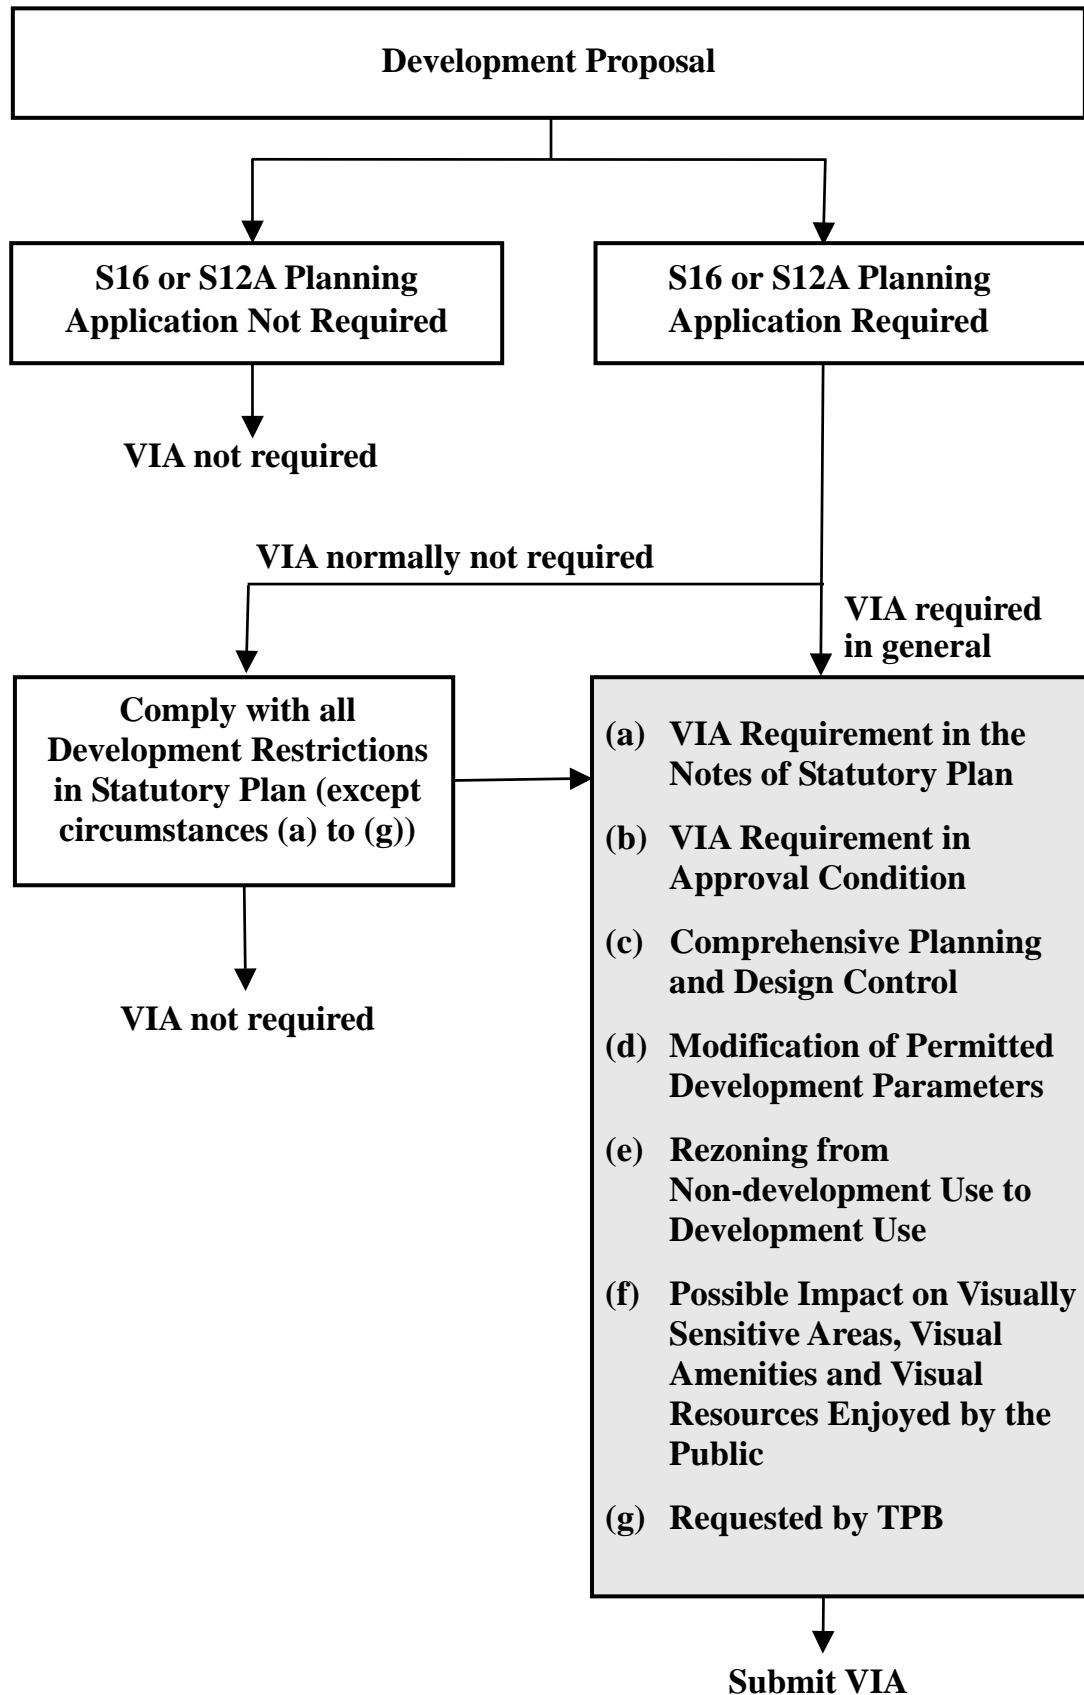 Development Proposal
S16 or S12A Planning
Application Not Required
S16 or S12A Planning
Application Required
VIA not required
VIA normally not required
VIA required
in general
Comply with all
Development Restrictions
in Statutory Plan (except
circumstances (a) to (g))
VIA not required
(a) VIA Requirement in the
Notes of Statutory Plan
(b) VIA Requirement in
Approval Condition
(c) Comprehensive Planning
and Design Control
(d) Modification of Permitted
Development Parameters
(e) Rezoning from
Non-development Use to
Development Use
(f) Possible Impact on Visually
Sensitive Areas, Visual
Amenities and Visual
Resources Enjoyed by the
Public
(g) Requested by TPB
Submit VIA